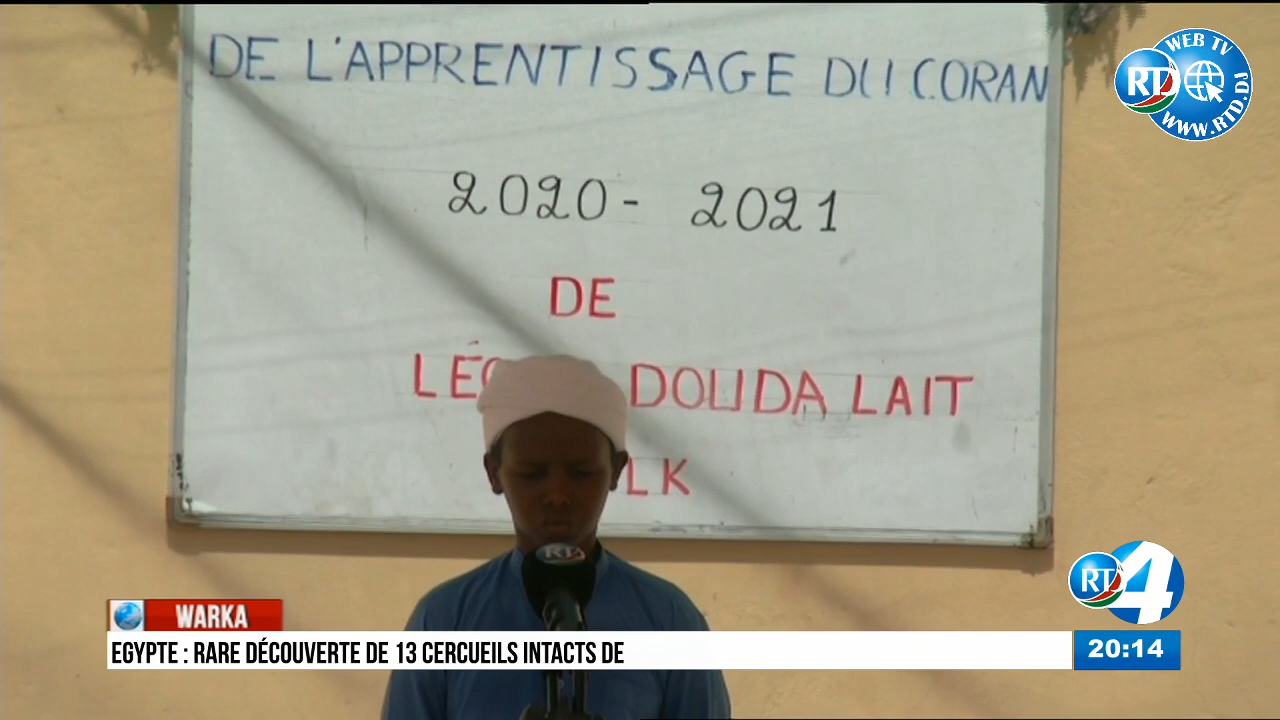 DE L'APPRENTISSAGE DU CORAN
2020- 2021
DE
DOUDA LAIT
LK
WEB TV
RTD
WWW.RTD.DJ
RTD
RTD 4
WARKA
EGYPTE : RARE DÉCOUVERTE DE 13 CERCUEILS INTACTS DE
20:14